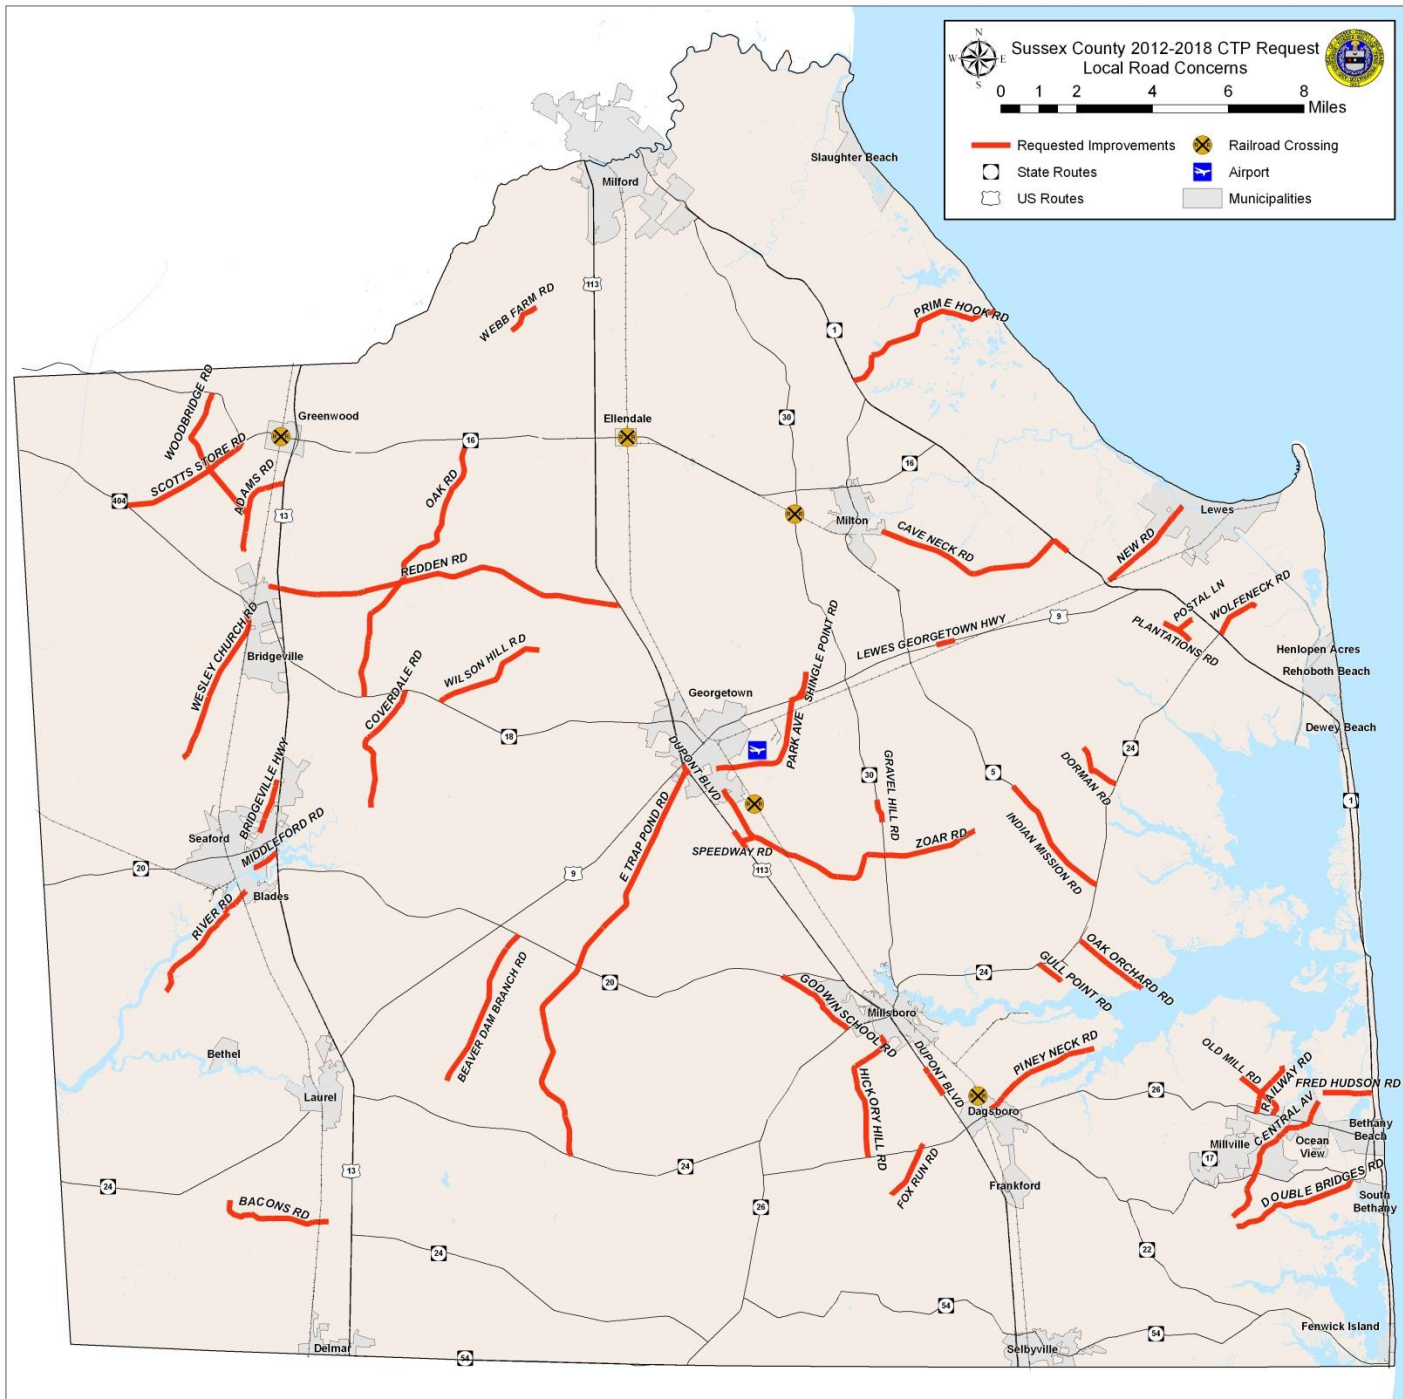 Sussex County 2012-2018 CTP Request
Local Road Concerns
N
W
E
S
0 1 2 4 6 8
Miles
Requested Improvements
Railroad Crossing
State Routes
Airport
US Routes
Municipalities
Slaughter Beach
Milford
113
WEBB FARM RD
PRIME HOOK RD
1
WOODBRIDGE RD
Greenwood
Ellendale
30
16
16
SCOTTS STORE RD
ADAMS RD
OAK RD
404
13
Milton
Lewes
CAVE NECK RD
NEW RD
REDDEN RD
POSTAL LN
WOLFENECK RD
PLANTATIONS RD
9
LEWES GEORGETOWN HWY
SHINGLE POINT RD
WESLEY CHURCH RD
Bridgeville
WILSON HILL RD
COVERDALE RD
Henlopen Acres
Rehoboth Beach
Georgetown
Dewey Beach
18
DUPONT BLVD
PARK AVE
24
DORMAN RD
BRIDGEVILLE HWY
30
GRAVEL HILL RD
5
1
INDIAN MISSION RD
Seaford
MIDDLEFORD RD
E TRAP POND RD
SPEEDWAY RD
ZOAR RD
20
9
113
Blades
RIVER RD
BEAVER DAM BRANCH RD
20
24
OAK ORCHARD RD
GULL POINT RD
GODWIN SCHOOL RD
Millsboro
Bethel
DUPONT BLVD
PINEY NECK RD
OLD MILL RD
RAILWAY RD
FRED HUDSON RD
Laurel
HICKORY HILL RD
Dagsboro
26
CENTRAL AV
Bethany
Beach
Millville
Ocean
View
17
24
13
24
FOX RUN RD
Frankford
DOUBLE BRIDGES RD
South
Bethany
BACONS RD
26
24
22
54
54
Fenwick Island
Delmar
54
Selbyville